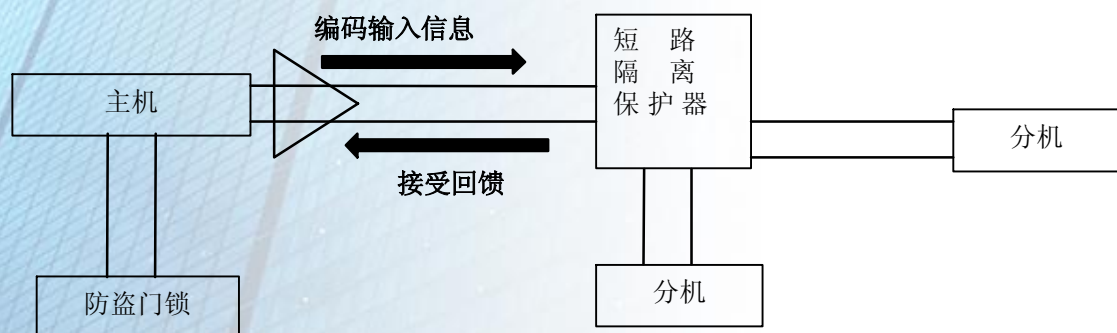 编码输入信息
短 路
隔 离
保护器
主机
分机
接受回馈
分机
防盗门锁